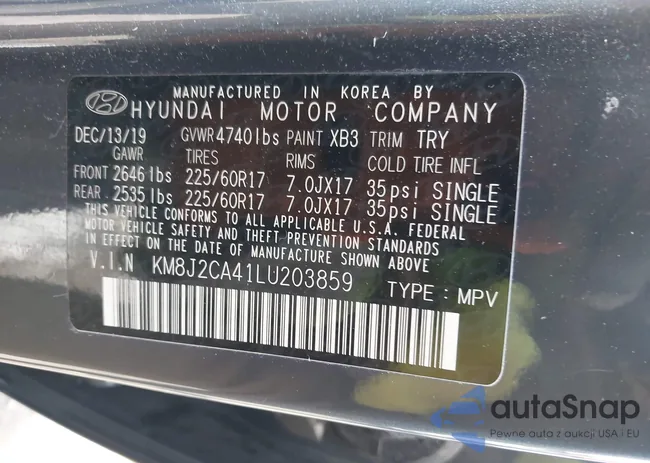 MANUFACTURED IN KOREA BY
HYUNDAI MOTOR COMPANY
DEC/13/19 GVWR 4740lbs PAINT XB3 TRIM TRY
GAWR TIRES RIMS COLD TIRE INFL
FRONT 2646lbs 225/60R17 7.0JX17 35psi SINGLE
REAR 2535lbs 225/60R17 7.0JX17 35psi SINGLE
THIS VEHICLE CONFORMS TO ALL APPLICABLE U.S.A FEDERAL
MOTOR VEHICLE SAFETY AND THEFT PREVENTION STANDARDS
IN EFFECT ON THE DATE OF MANUFACTURE SHOWN ABOVE.
V.I.N KM8J2CA41LU203859 TYPE : MPV
autaSnap
Pewne auta z aukcji USA i EU